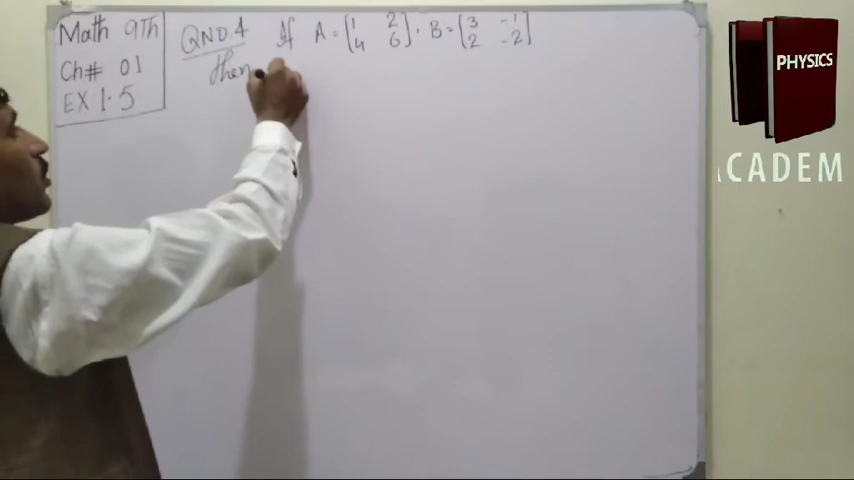 Math 9Th
Ch# 01
EX 1.5
QNO.4 If A = [1 2 4 6], B = [3 -1 2 -2]
then
PHYSICS
ACADEM